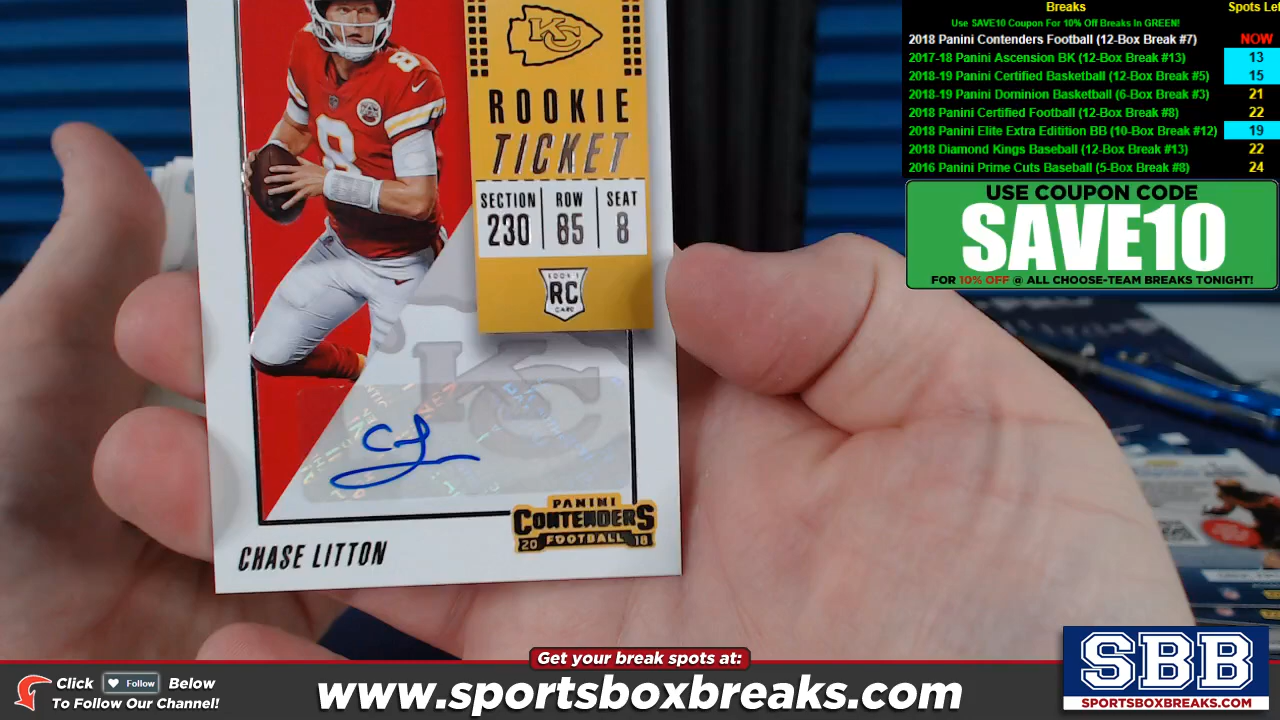 Breaks Spots Lef
Use SAVE10 Coupon For 10% Off Breaks In GREEN!
2018 Panini Contenders Football (12-Box Break #7) NOW
2017-18 Panini Ascension BK (12-Box Break #13) 13
2018-19 Panini Certified Basketball (12-Box Break #5) 15
2018-19 Panini Dominion Basketball (6-Box Break #3) 21
2018 Panini Certified Football (12-Box Break #8) 22
2018 Panini Elite Extra Edition BB (10-Box Break #12) 19
2018 Diamond Kings Baseball (12-Box Break #13) 22
2016 Panini Prime Cuts Baseball (5-Box Break #8) 24
USE COUPON CODE
SAVE10
FOR 10% OFF @ ALL CHOOSE-TEAM BREAKS TONIGHT!
KC
8
8
ROOKIE
TICKET
SECTION ROW SEAT
230 85 8
ROOKIE
RC
CARD
KC
PANINI
CONTENDERS
20 FOOTBALL 18
CHASE LITTON
Get your break spots at:
Click Follow Below
To Follow Our Channel!
www.sportsboxbreaks.com
SBB
SPORTSBOXBREAKS.COM